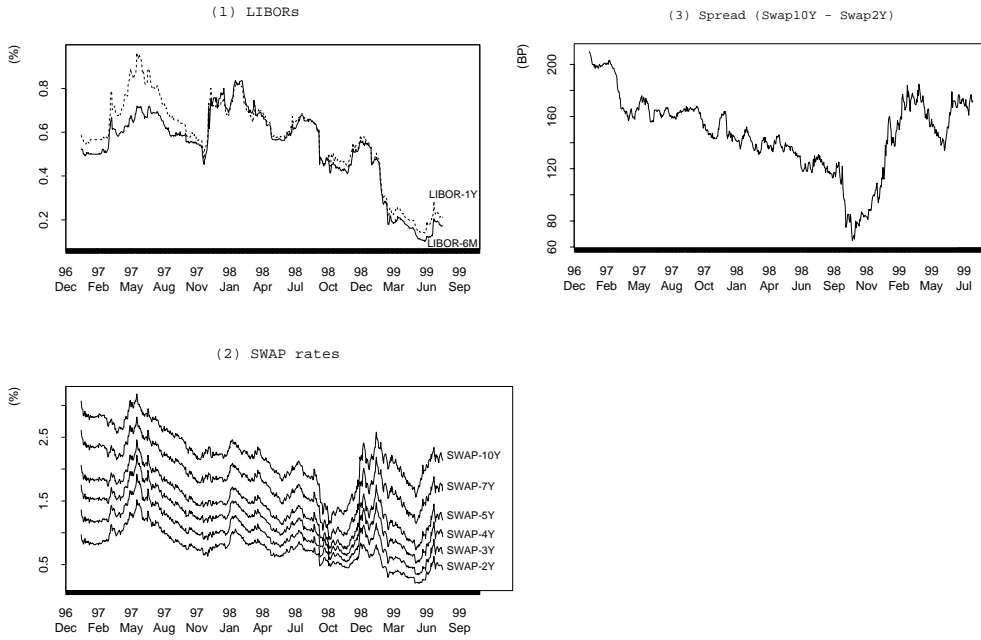 (1) LIBORs
(%)
0.8
0.6
0.4
0.2
LIBOR-1Y
LIBOR-6M
96 97 97 97 97 98 98 98 98 98 99 99 99
Dec Feb May Aug Nov Jan Apr Jul Oct Dec Mar Jun Sep
(3) Spread (Swap10Y - Swap2Y)
(BP)
200
160
120
80
60
96 97 97 97 97 98 98 98 98 98 99 99 99
Dec Feb May Aug Oct Dec Apr Jun Sep Nov Feb May Jul
(2) SWAP rates
(%)
2.5
1.5
0.5
SWAP-10Y
SWAP-7Y
SWAP-5Y
SWAP-4Y
SWAP-3Y
SWAP-2Y
96 97 97 97 97 98 98 98 98 98 99 99 99
Dec Feb May Aug Nov Jan Apr Jul Oct Dec Mar Jun Sep